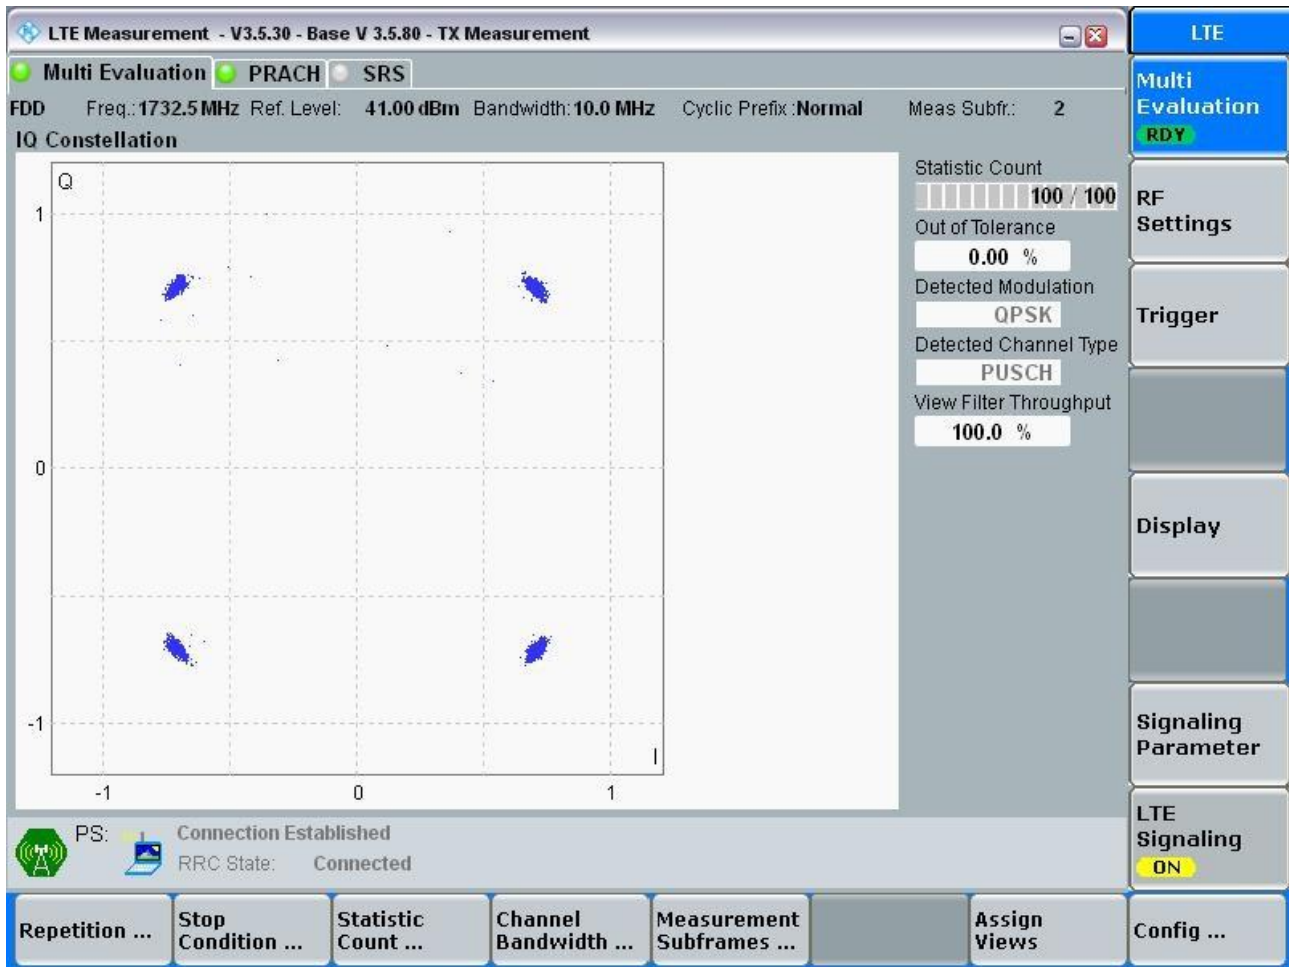 LTE Measurement - V3.5.30 - Base V 3.5.80 - TX Measurement
LTE
Multi Evaluation PRACH SRS
FDD Freq.: 1732.5 MHz Ref. Level: 41.00 dBm Bandwidth: 10.0 MHz Cyclic Prefix : Normal Meas Subfr.: 2
IQ Constellation
Q
1
0
-1
I
-1 0 1
Statistic Count
100 / 100
Out of Tolerance
0.00 %
Detected Modulation
QPSK
Detected Channel Type
PUSCH
View Filter Throughput
100.0 %
Multi
Evaluation
RDY
RF
Settings
Trigger
Display
Signaling
Parameter
LTE
Signaling
ON
PS: Connection Established
RRC State: Connected
Repetition ...
Stop
Condition ...
Statistic
Count ...
Channel
Bandwidth ...
Measurement
Subframes ...
Assign
Views
Config ...